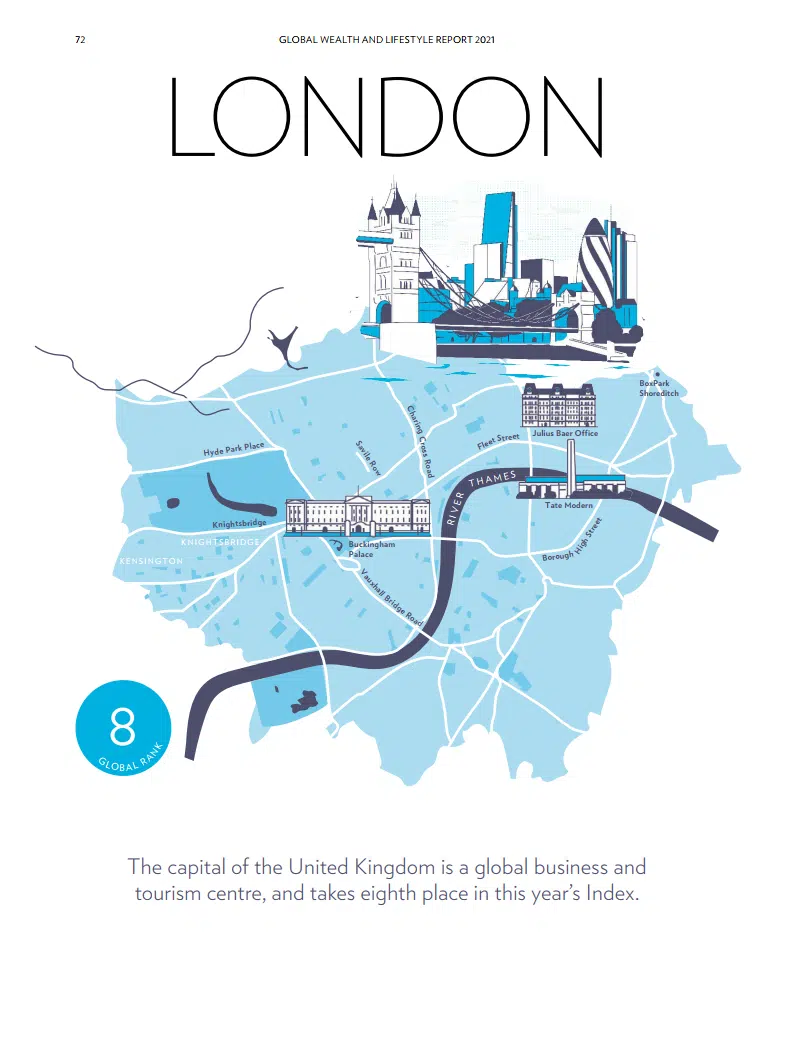 72
GLOBAL WEALTH AND LIFESTYLE REPORT 2021
LONDON
BoxPark
Shoreditch
Julius Baer Office
Charing Cross Road
Fleet Street
Savile Row
Hyde Park Place
RIVER THAMES
Tate Modern
Knightsbridge
KNIGHTSBRIDGE
Buckingham
Palace
Borough High Street
KENSINGTON
Vauxhall Bridge Road
8
GLOBAL RANK
The capital of the United Kingdom is a global business and
tourism centre, and takes eighth place in this year’s Index.